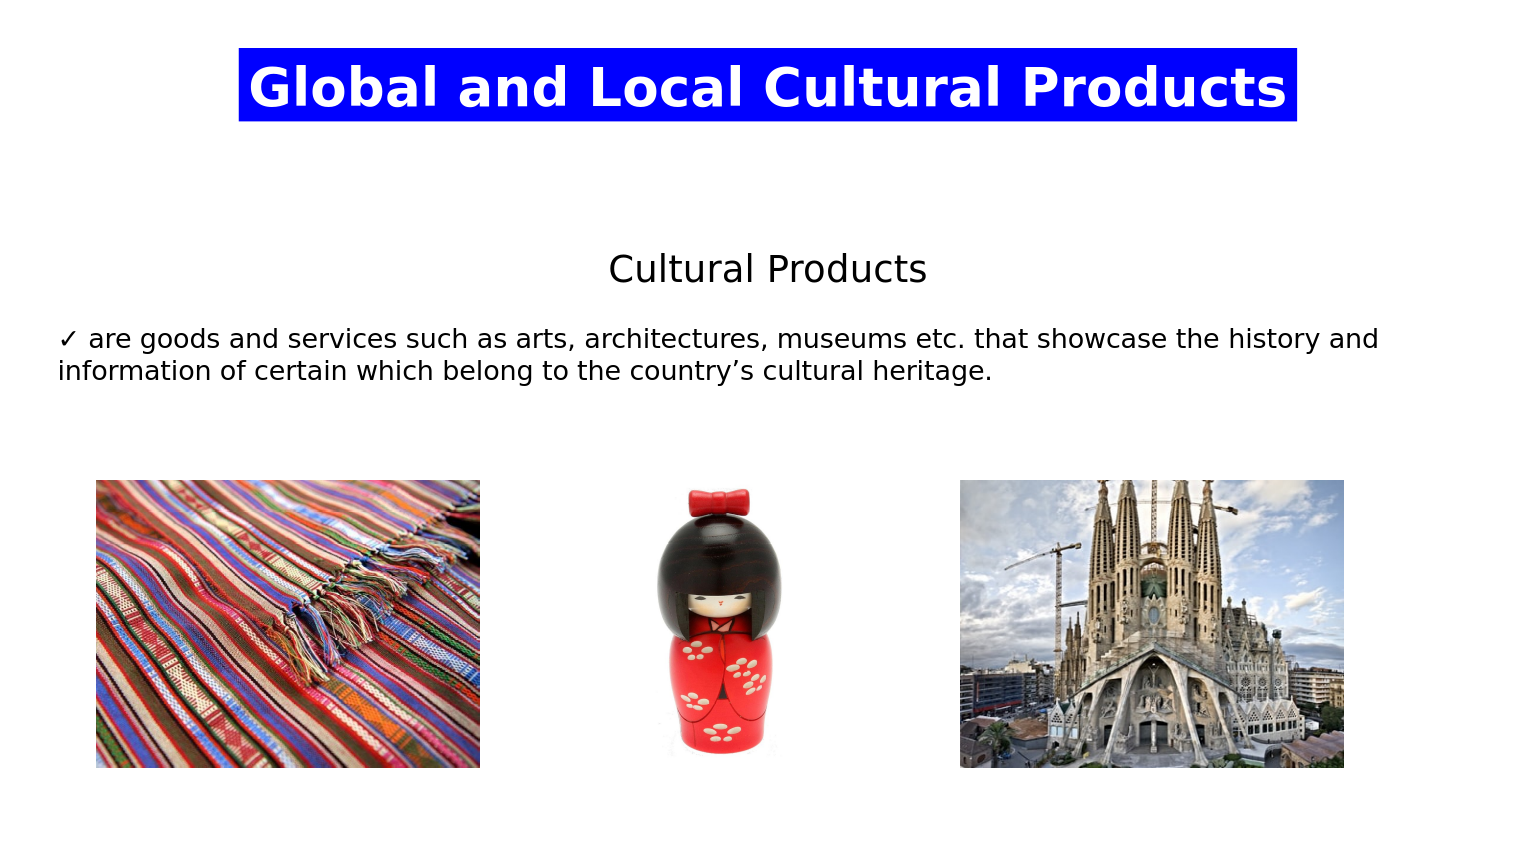 Global and Local Cultural Products
Cultural Products
✓ are goods and services such as arts, architectures, museums etc. that showcase the history and
information of certain which belong to the country’s cultural heritage.